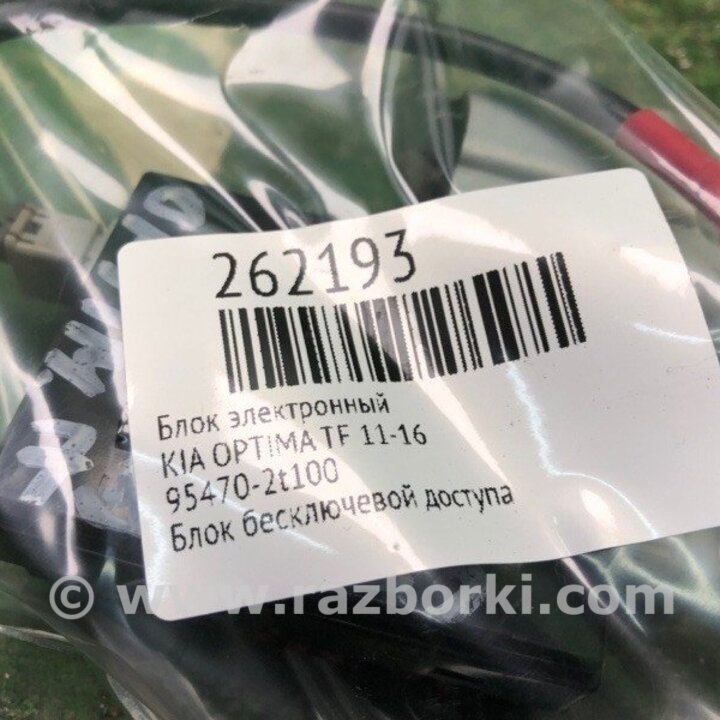 262193
Блок электронный
KIA OPTIMA TF 11-16
95470-2t100
Блок бесключевой доступа
© www.razborki.com